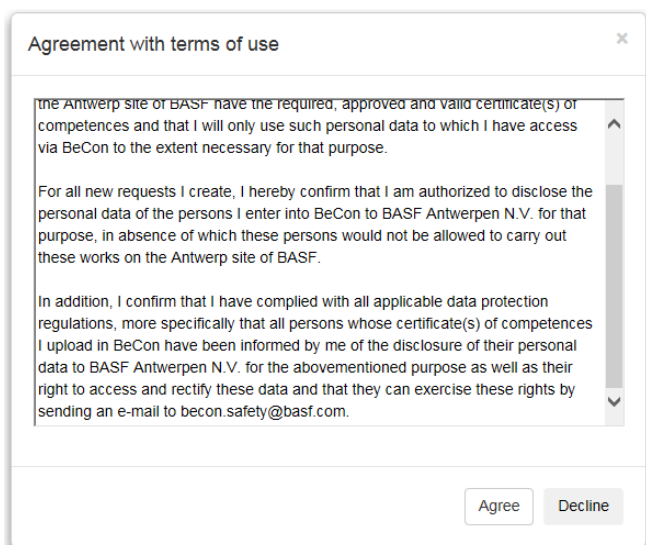 Agreement with terms of use
×
the Antwerp site of BASF have the required, approved and valid certificate(s) of
competences and that I will only use such personal data to which I have access
via BeCon to the extent necessary for that purpose.
For all new requests I create, I hereby confirm that I am authorized to disclose the
personal data of the persons I enter into BeCon to BASF Antwerpen N.V. for that
purpose, in absence of which these persons would not be allowed to carry out
these works on the Antwerp site of BASF.
In addition, I confirm that I have complied with all applicable data protection
regulations, more specifically that all persons whose certificate(s) of competences
I upload in BeCon have been informed by me of the disclosure of their personal
data to BASF Antwerpen N.V. for the abovementioned purpose as well as their
right to access and rectify these data and that they can exercise these rights by
sending an e-mail to becon.safety@basf.com.
Agree Decline